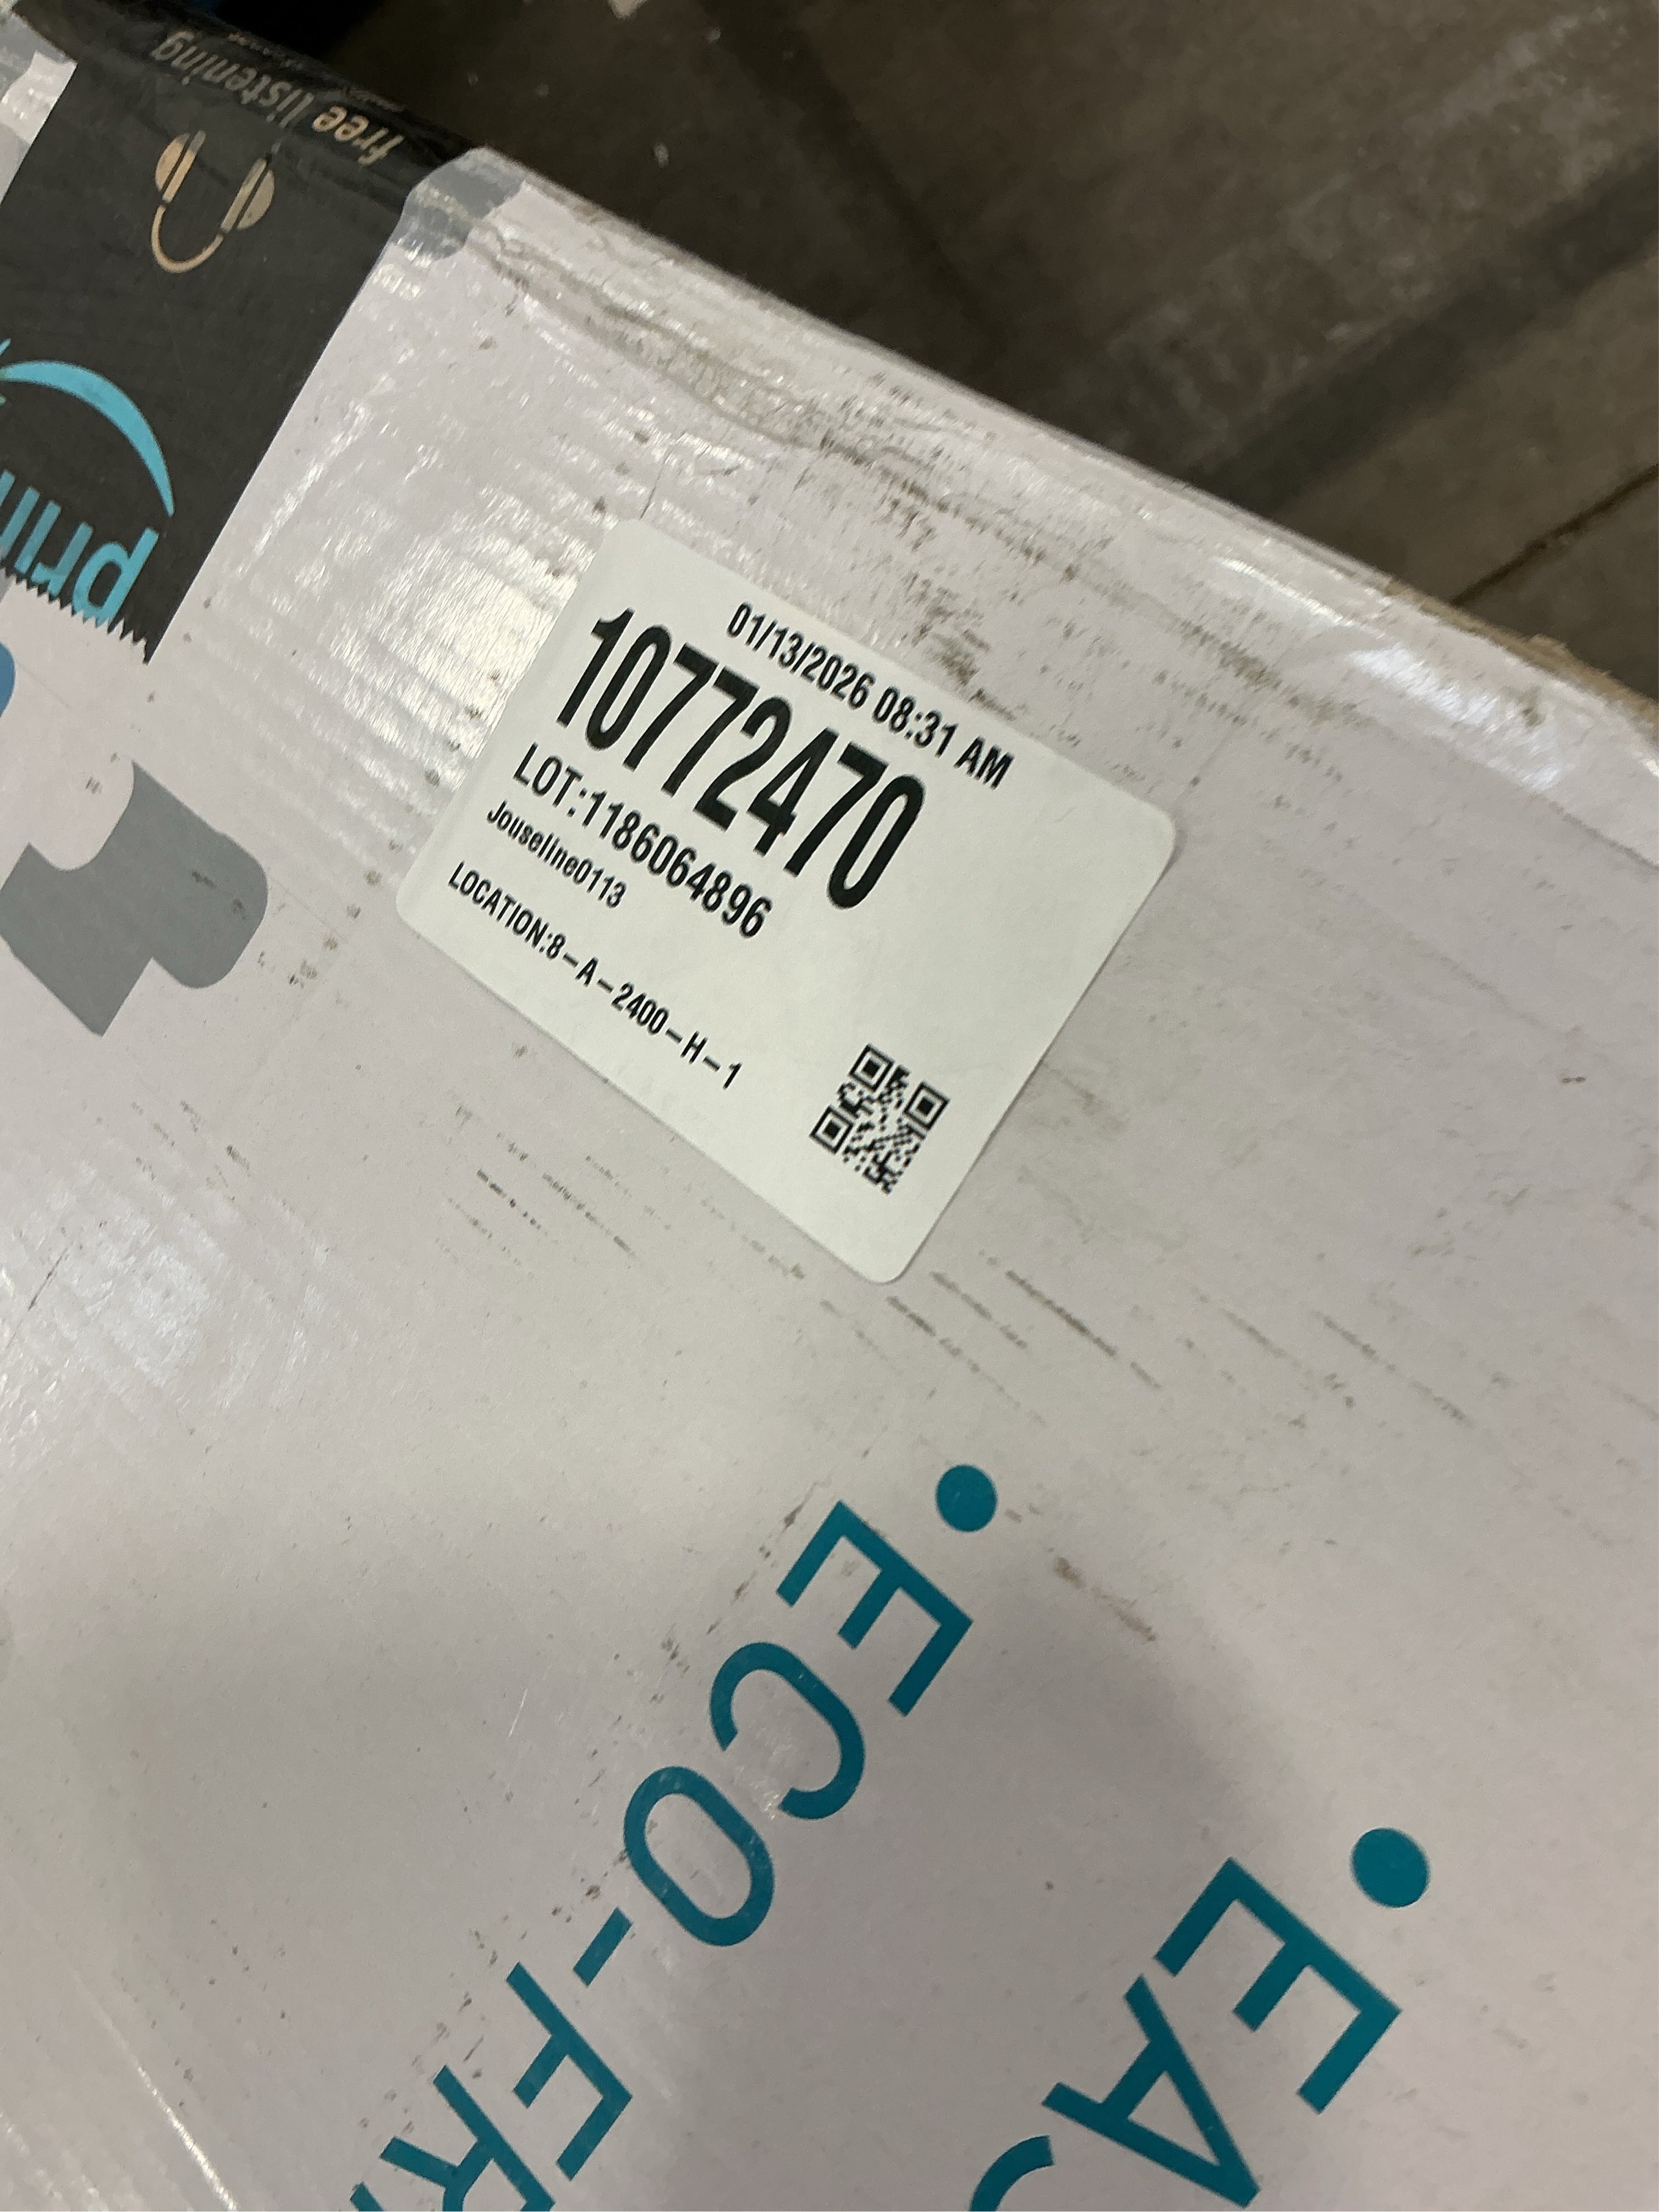 free listening
prim
01/13/2026 08:31 AM
10772470
LOT:1186064896
Jouseline0113
LOCATION:8-A-2400-H-1
•ECO-FR
•EA